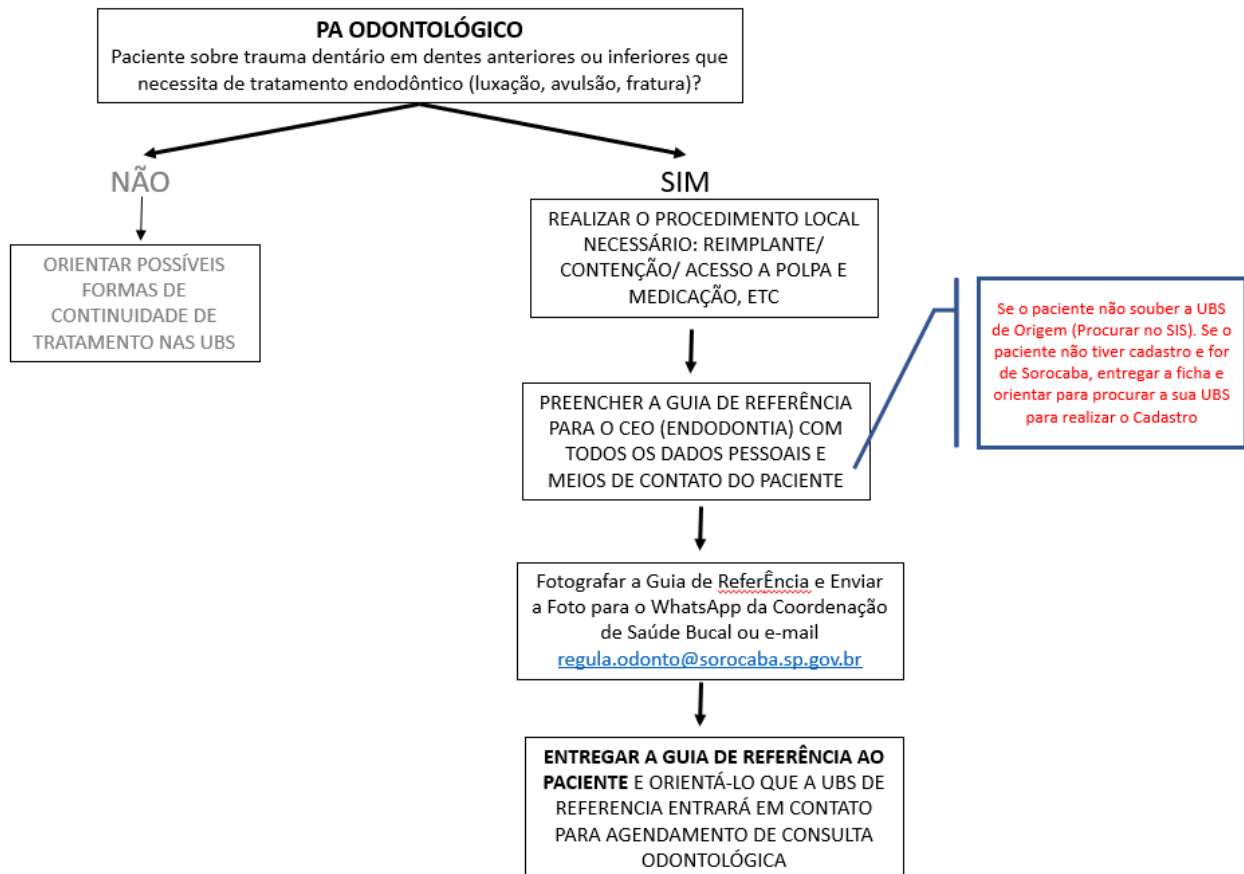 PA ODONTOLÓGICO
Paciente sobre trauma dentário em dentes anteriores ou inferiores que
necessita de tratamento endodôntico (luxação, avulsão, fratura)?
NÃO
SIM
ORIENTAR POSSÍVEIS
FORMAS DE
CONTINUIDADE DE
TRATAMENTO NAS UBS
REALIZAR O PROCEDIMENTO LOCAL
NECESSÁRIO: REIMPLANTE/
CONTENÇÃO/ ACESSO A POLPA E
MEDICAÇÃO, ETC
Se o paciente não souber a UBS
de Origem (Procurar no SIS). Se o
paciente não tiver cadastro e for
de Sorocaba, entregar a ficha e
orientar para procurar a sua UBS
para realizar o Cadastro
PREENCHER A GUIA DE REFERÊNCIA
PARA O CEO (ENDODONTIA) COM
TODOS OS DADOS PESSOAIS E
MEIOS DE CONTATO DO PACIENTE
Fotografar a Guia de ReferÊncia e Enviar
a Foto para o WhatsApp da Coordenação
de Saúde Bucal ou e-mail
regula.odonto@sorocaba.sp.gov.br
ENTREGAR A GUIA DE REFERÊNCIA AO
PACIENTE E ORIENTÁ-LO QUE A UBS DE
REFERENCIA ENTRARÁ EM CONTATO
PARA AGENDAMENTO DE CONSULTA
ODONTOLÓGICA